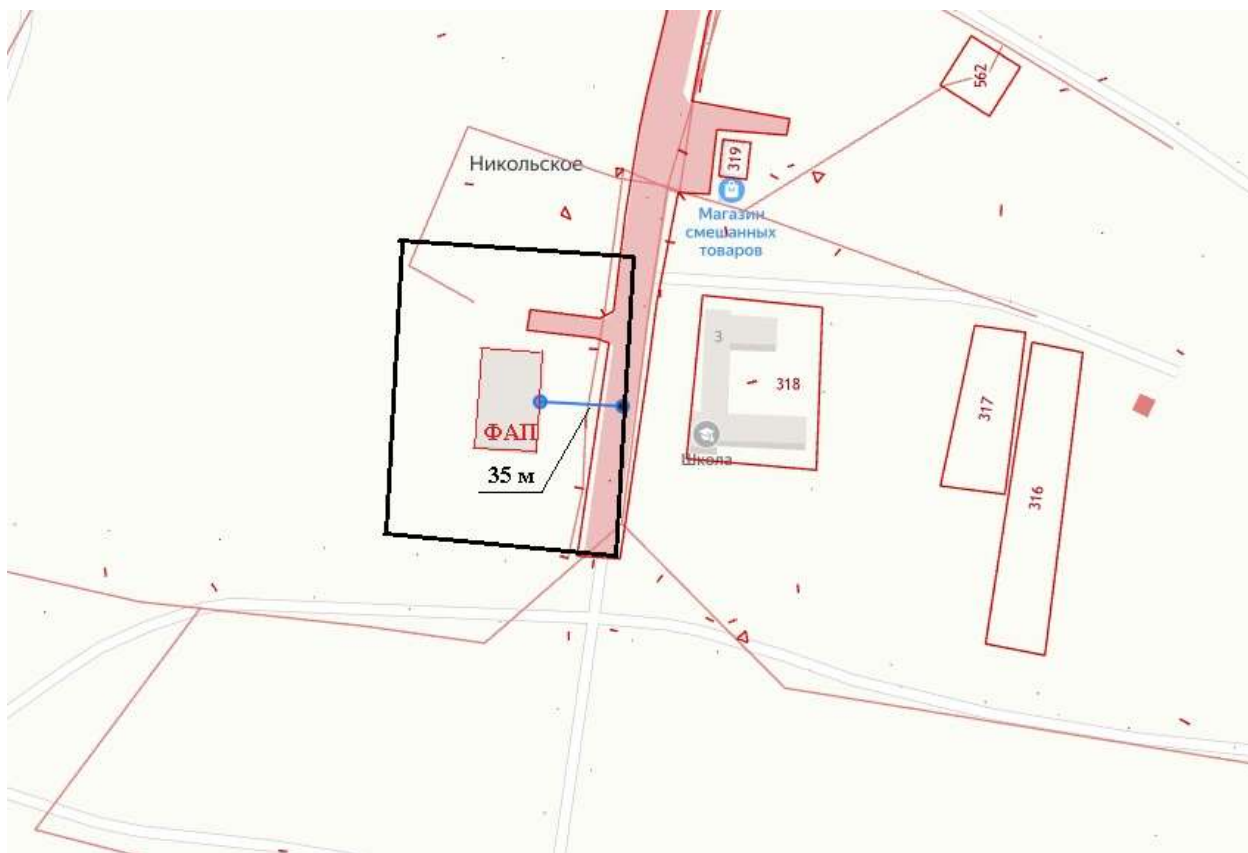 562
Никольское
319
Магазин
смешанных
товаров
3
318
317
ФАП
Школа
35 м
316